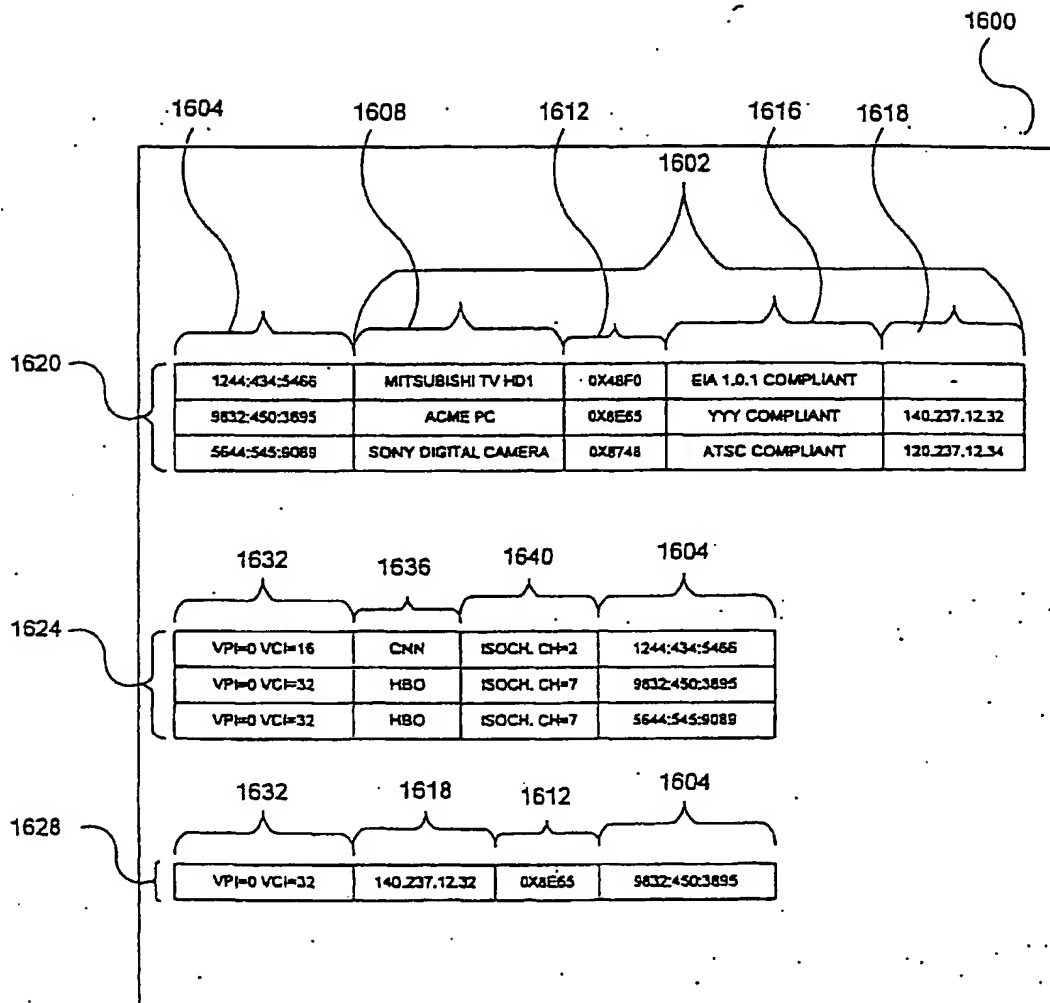 1600
1604 1608 1612 1616 1618
1602
1620
1244:434:5466 MITSUBISHI TV HD1 0X48F0 EIA 1.0.1 COMPLIANT -
9832:450:3895 ACME PC 0X8E65 YYY COMPLIANT 140.237.12.32
5644:545:9089 SONY DIGITAL CAMERA 0X8748 ATSC COMPLIANT 120.237.12.34
1632 1636 1640 1604
1624
VPI=0 VCI=16 CNN ISOCH. CH=2 1244:434:5466
VPI=0 VCI=32 HBO ISOCH. CH=7 9832:450:3895
VPI=0 VCI=32 HBO ISOCH. CH=7 5644:545:9089
1632 1618 1612 1604
1628
VPI=0 VCI=32 140.237.12.32 0X8E65 9832:450:3895